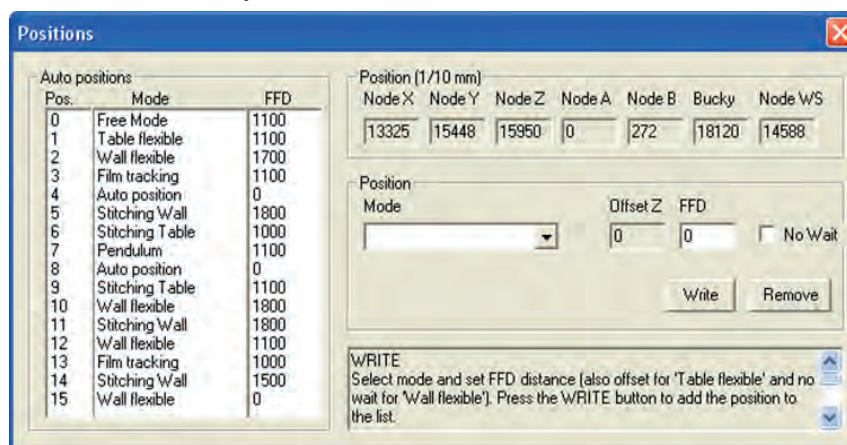 Positions
Auto positions
Pos. Mode FFD
0 Free Mode 1100
1 Table flexible 1100
2 Wall flexible 1700
3 Film tracking 1100
4 Auto position 0
5 Stitching Wall 1800
6 Stitching Table 1000
7 Pendulum 1100
8 Auto position 0
9 Stitching Table 1100
10 Wall flexible 1800
11 Stitching Wall 1800
12 Wall flexible 1100
13 Film tracking 1000
14 Stitching Wall 1500
15 Wall flexible 0
Position (1/10 mm)
Node X Node Y Node Z Node A Node B Bucky Node WS
13325 15448 15950 0 272 18120 14588
Position
Mode Offset Z FFD
0 0 No Wait
Write Remove
WRITE
Select mode and set FFD distance (also offset for 'Table flexible' and no
wait for 'Wall flexible'). Press the WRITE button to add the position to
the list.